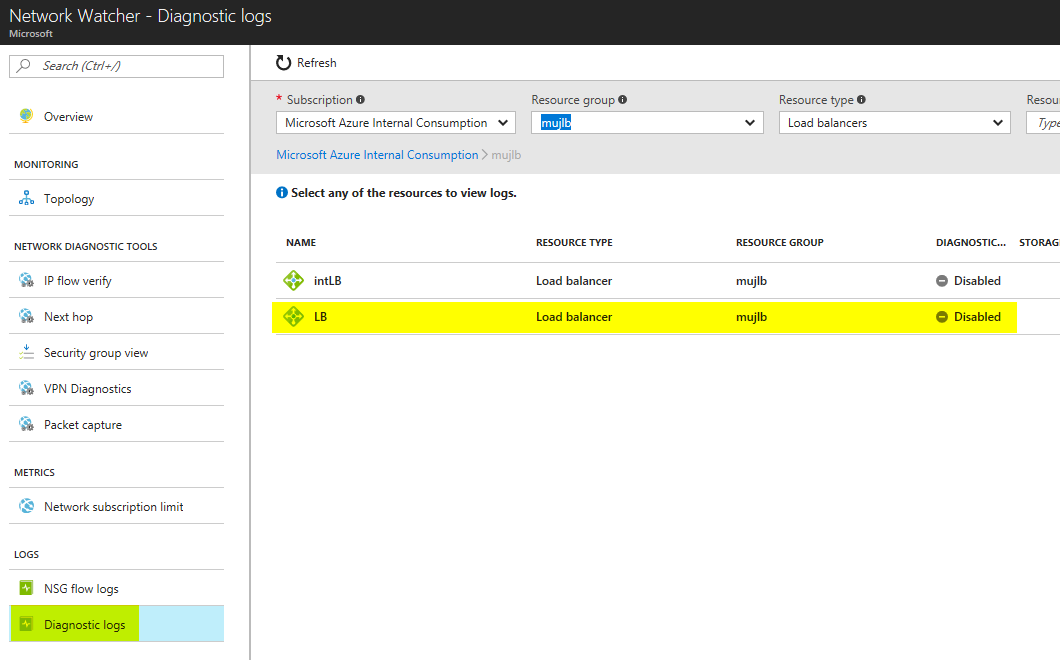 Network Watcher - Diagnostic logs
Microsoft
Search (Ctrl+/)
Overview
MONITORING
Topology
NETWORK DIAGNOSTIC TOOLS
IP flow verify
Next hop
Security group view
VPN Diagnostics
Packet capture
METRICS
Network subscription limit
LOGS
NSG flow logs
Diagnostic logs
Refresh
* Subscription Resource group Resource type Resou
Microsoft Azure Internal Consumption mujlb Load balancers Type
Microsoft Azure Internal Consumption > mujlb
Select any of the resources to view logs.
NAME RESOURCE TYPE RESOURCE GROUP DIAGNOSTIC... STORAG
intLB Load balancer mujlb Disabled
LB Load balancer mujlb Disabled